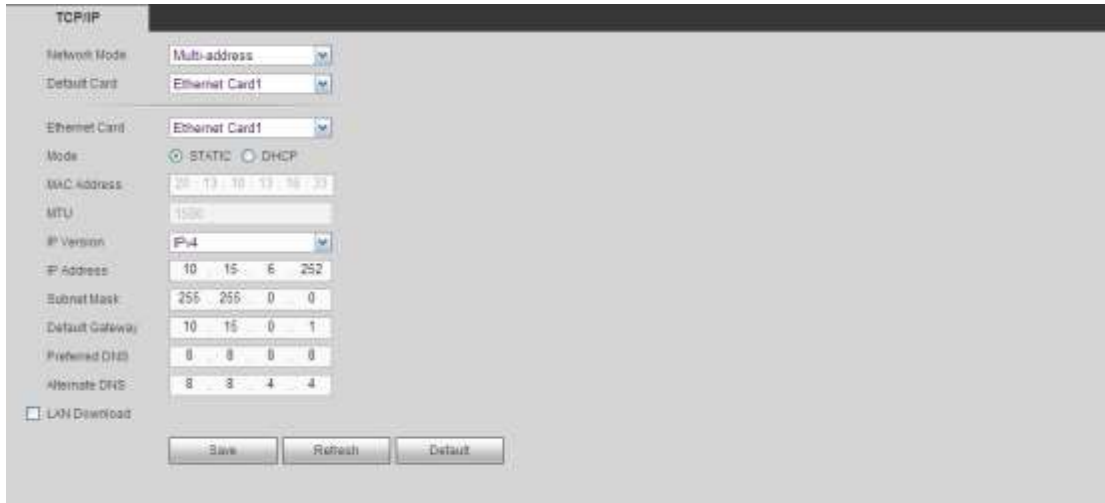 TCP/IP
Network Mode Multi-address
Default Card Ethernet Card1
Ethernet Card Ethernet Card1
Mode STATIC DHCP
MAC Address
MTU 1500
IP Version IPv4
IP Address 10 . 15 . 6 . 252
Subnet Mask 255 . 255 . 0 . 0
Default Gateway 10 . 15 . 0 . 1
Preferred DNS 8 . 8 . 8 . 8
Alternate DNS 8 . 8 . 4 . 4
LAN Download
Save Refresh Default